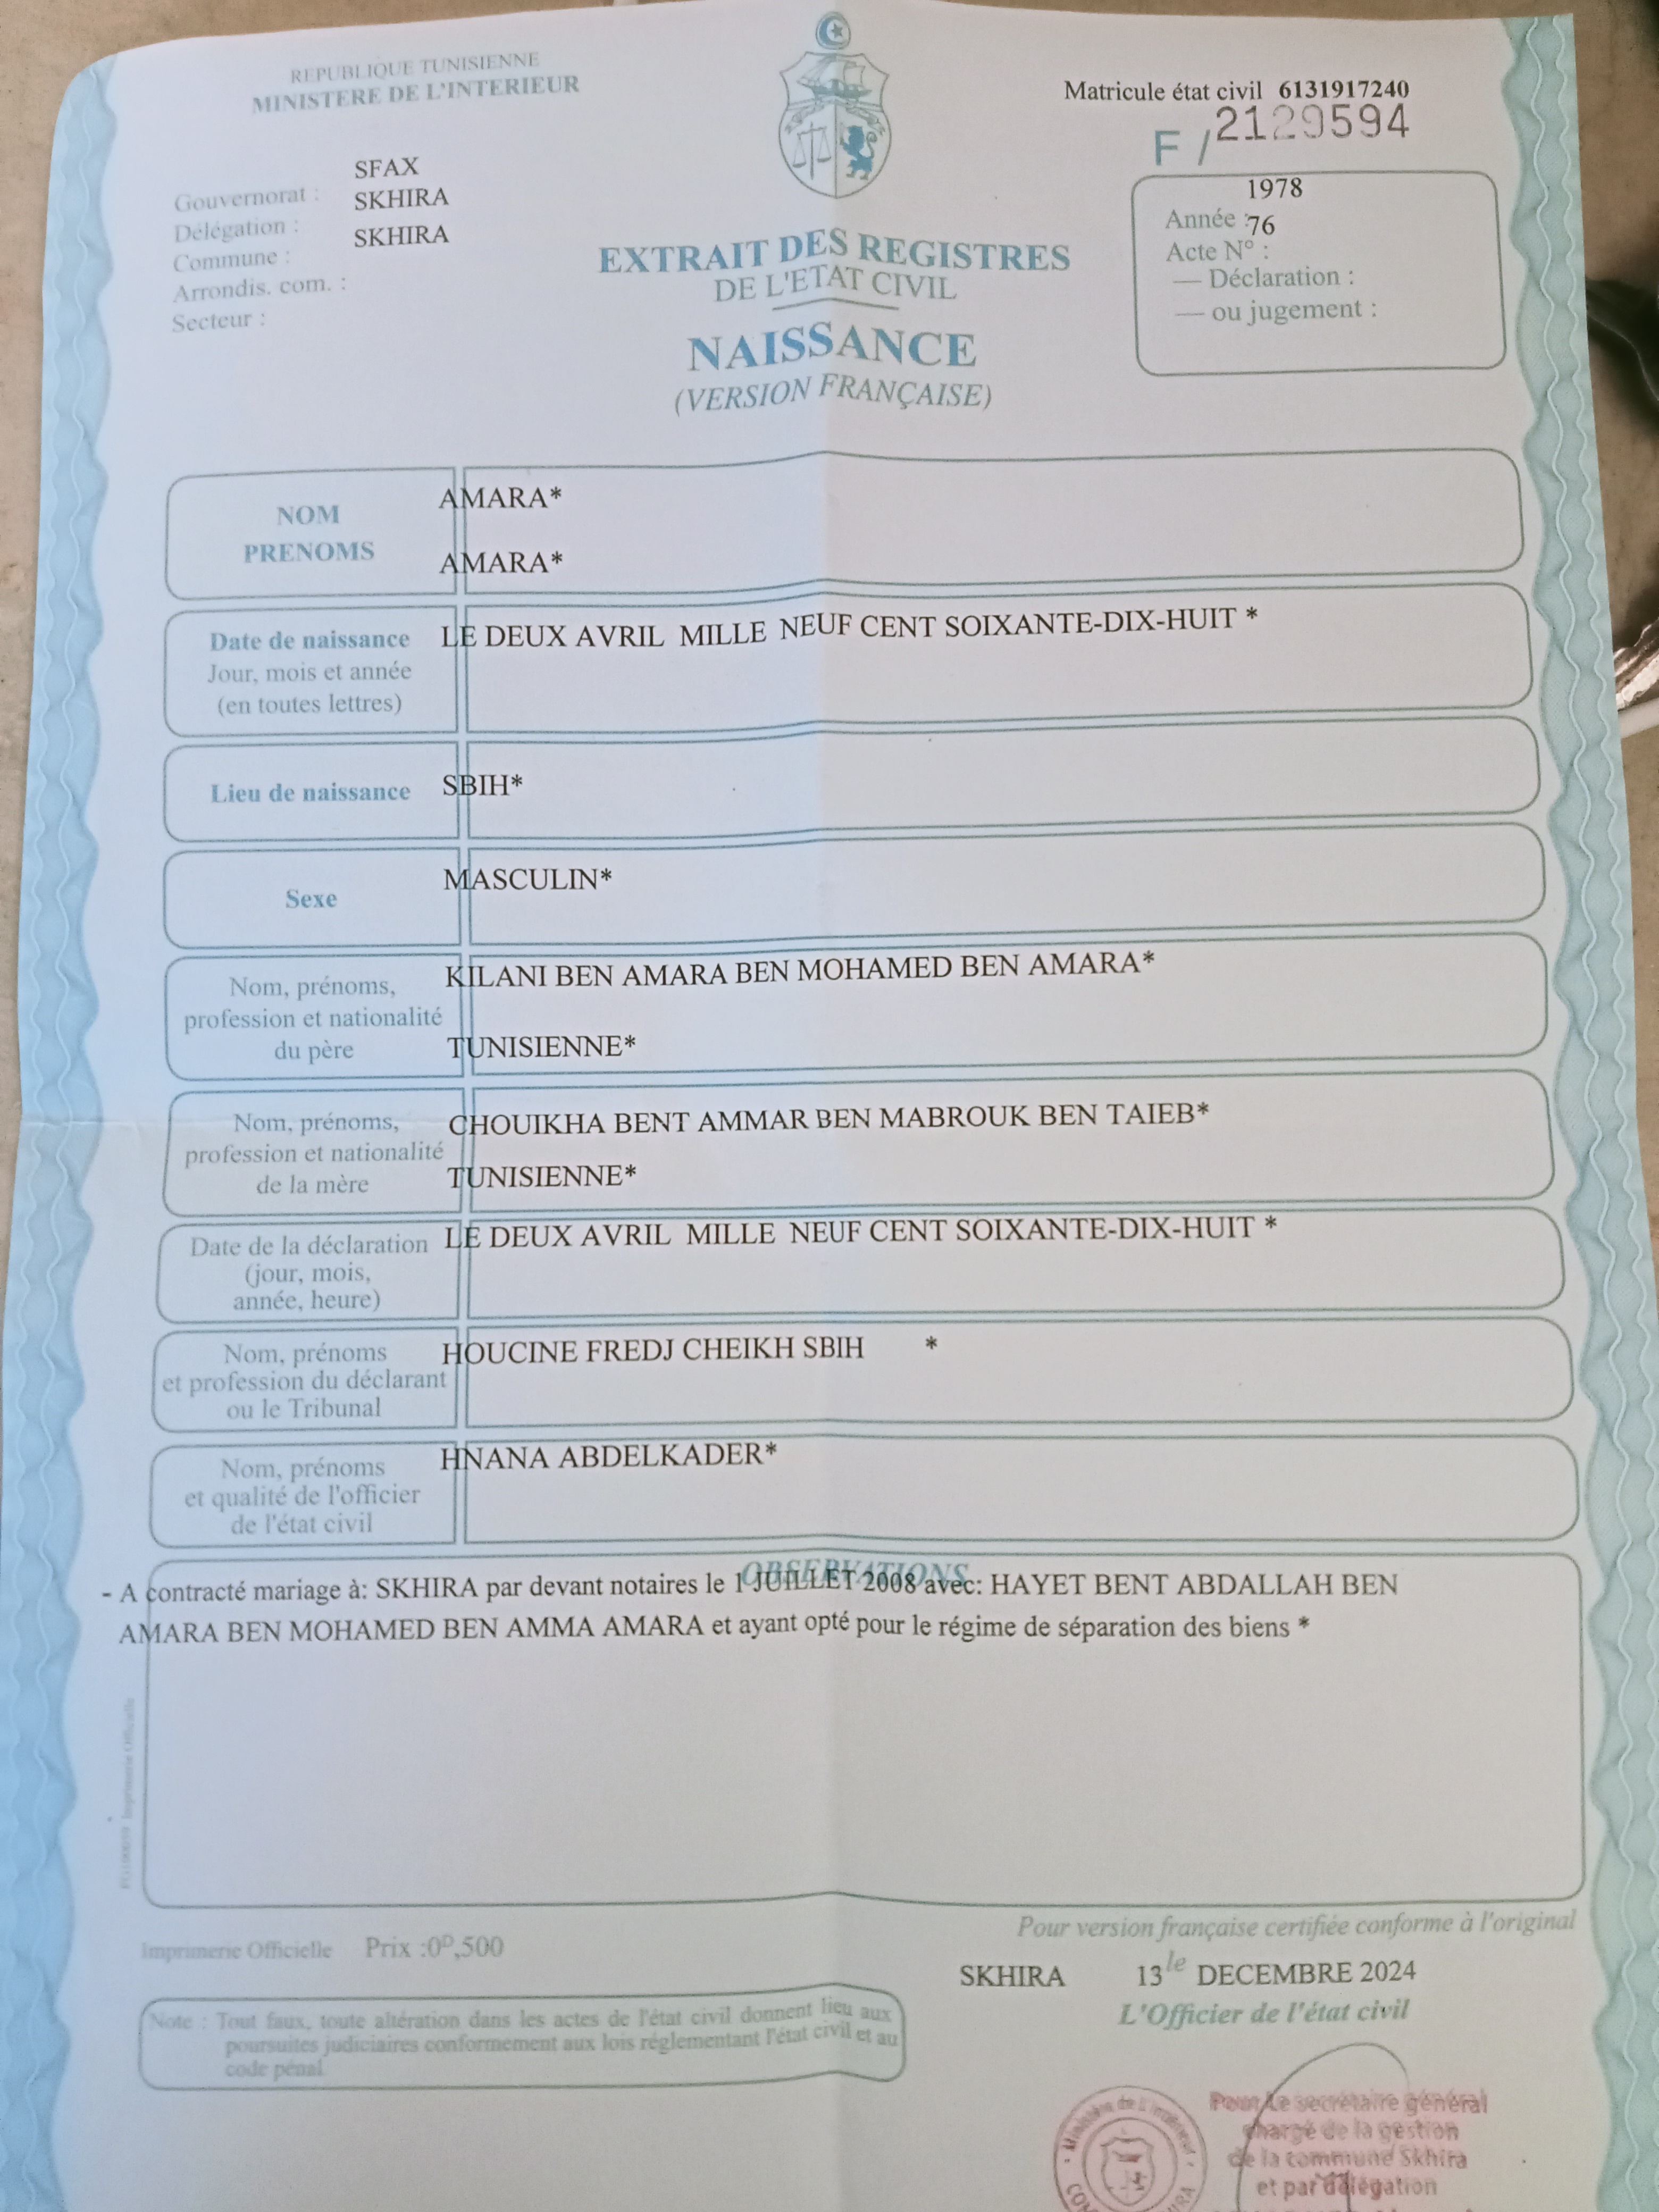 REPUBLIQUE TUNISIENNE
MINISTERE DE L'INTERIEUR
Matricule état civil 6131917240
F / 2129594
SFAX
Gouvernorat : SKHIRA
Délégation : SKHIRA
Commune :
Arrondis. com. :
Secteur :
1978
Année : 76
Acte N° :
— Déclaration :
— ou jugement :
EXTRAIT DES REGISTRES
DE L'ETAT CIVIL
NAISSANCE
(VERSION FRANÇAISE)
NOM
PRENOMS
AMARA*
AMARA*
Date de naissance
Jour, mois et année
(en toutes lettres)
LE DEUX AVRIL MILLE NEUF CENT SOIXANTE-DIX-HUIT *
Lieu de naissance
SBIH*
Sexe
MASCULIN*
Nom, prénoms,
profession et nationalité
du père
KILANI BEN AMARA BEN MOHAMED BEN AMARA*
TUNISIENNE*
Nom, prénoms,
profession et nationalité
de la mère
CHOUIKHA BENT AMMAR BEN MABROUK BEN TAIEB*
TUNISIENNE*
Date de la déclaration
(jour, mois,
année, heure)
LE DEUX AVRIL MILLE NEUF CENT SOIXANTE-DIX-HUIT *
Nom, prénoms
et profession du déclarant
ou le Tribunal
HOUCINE FREDJ CHEIKH SBIH *
Nom, prénoms
et qualité de l'officier
de l'état civil
HNANA ABDELKADER*
OBSERVATIONS
- A contracté mariage à: SKHIRA par devant notaires le 1 JUILLET 2008 avec: HAYET BENT ABDALLAH BEN
AMARA BEN MOHAMED BEN AMMA AMARA et ayant opté pour le régime de séparation des biens *
Imprimerie Officielle
Imprimerie Officielle Prix :0ᴰ,500
Pour version française certifiée conforme à l'original
SKHIRA 13 le DECEMBRE 2024
L'Officier de l'état civil
Note : Tout faux, toute altération dans les actes de l'état civil donnent lieu aux
poursuites judiciaires conformement aux lois réglementant l'état civil et au
code pénal.
Ministère de l'Intérieur
Pour Le secrétaire général
chargé de la gestion
de la commune Skhira
et par délégation